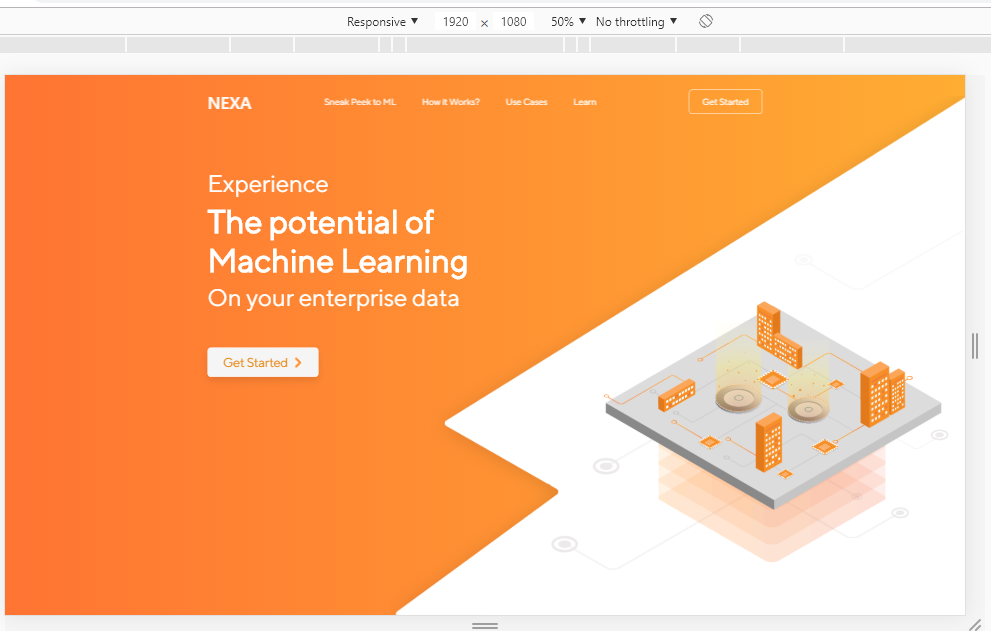 Responsive ▼ 1920 × 1080 50% ▼ No throttling ▼
NEXA Sneak Peek to ML How it Works? Use Cases Learn Get Started
Experience
The potential of
Machine Learning
On your enterprise data
Get Started